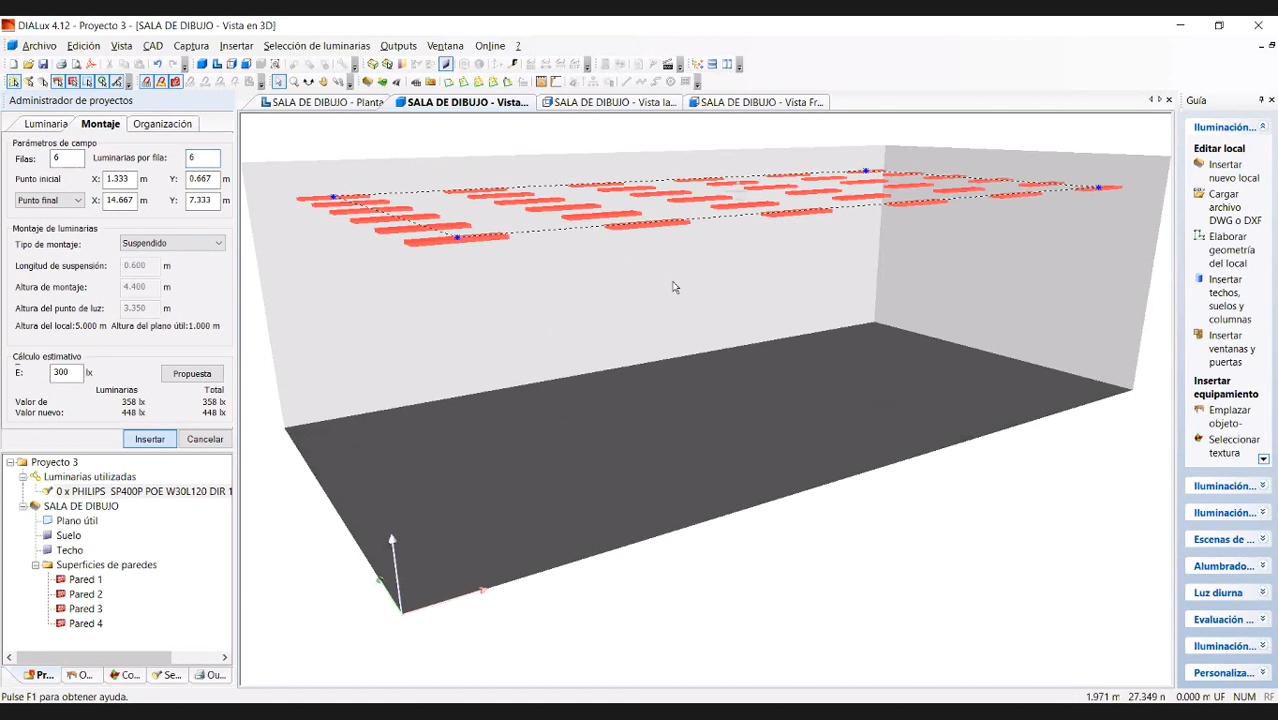 DIALux 4.12 - Proyecto 3 - [SALA DE DIBUJO - Vista en 3D]
Archivo Edición Vista CAD Captura Insertar Selección de luminarias Outputs Ventana Online ?
Administrador de proyectos
Luminaria Montaje Organización
Parámetros de campo
Filas: 6 Luminarias por fila: 6
Punto inicial X: 1.333 m Y: 0.667 m
Punto final X: 14.667 m Y: 7.333 m
Montaje de luminarias
Tipo de montaje: Suspendido
Longitud de suspensión: 0.600 m
Altura de montaje: 4.400 m
Altura del punto de luz: 3.350 m
Altura del local:5.000 m Altura del plano útil:1.000 m
Cálculo estimativo
E: 300 lx Propuesta
Luminarias Total
Valor de 358 lx 358 lx
Valor nuevo: 448 lx 448 lx
Insertar Cancelar
Proyecto 3
Luminarias utilizadas
0 x PHILIPS SP400P POE W30L120 DIR 1
SALA DE DIBUJO
Plano útil
Suelo
Techo
Superficies de paredes
Pared 1
Pared 2
Pared 3
Pared 4
Pr... O... Co... Se... Ou...
SALA DE DIBUJO - Planta
SALA DE DIBUJO - Vista...
SALA DE DIBUJO - Vista la...
SALA DE DIBUJO - Vista Fr...
Guía
Iluminación...
Editar local
Insertar
nuevo local
Cargar
archivo
DWG o DXF
Elaborar
geometría
del local
Insertar
techos,
suelos y
columnas
Insertar
ventanas y
puertas
Insertar
equipamiento
Emplazar
objeto-
Seleccionar
textura
Iluminación...
Iluminación...
Escenas de ...
Alumbrado...
Luz diurna
Evaluación ...
Iluminación...
Personaliza...
Pulse F1 para obtener ayuda.
1.971 m 27.349 n 0.000 m UF NUM RF